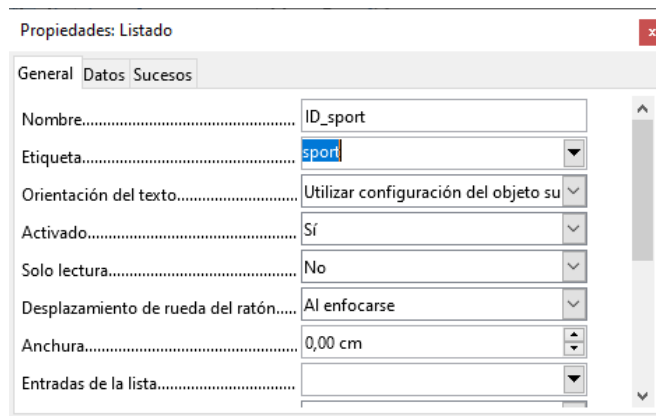 Propiedades: Listado
x
General Datos Sucesos
Nombre................................................... ID_sport
Etiqueta.................................................. sport
Orientación del texto............................. Utilizar configuración del objeto su
Activado.................................................. Sí
Solo lectura............................................. No
Desplazamiento de rueda del ratón..... Al enfocarse
Anchura................................................... 0,00 cm
Entradas de la lista.................................